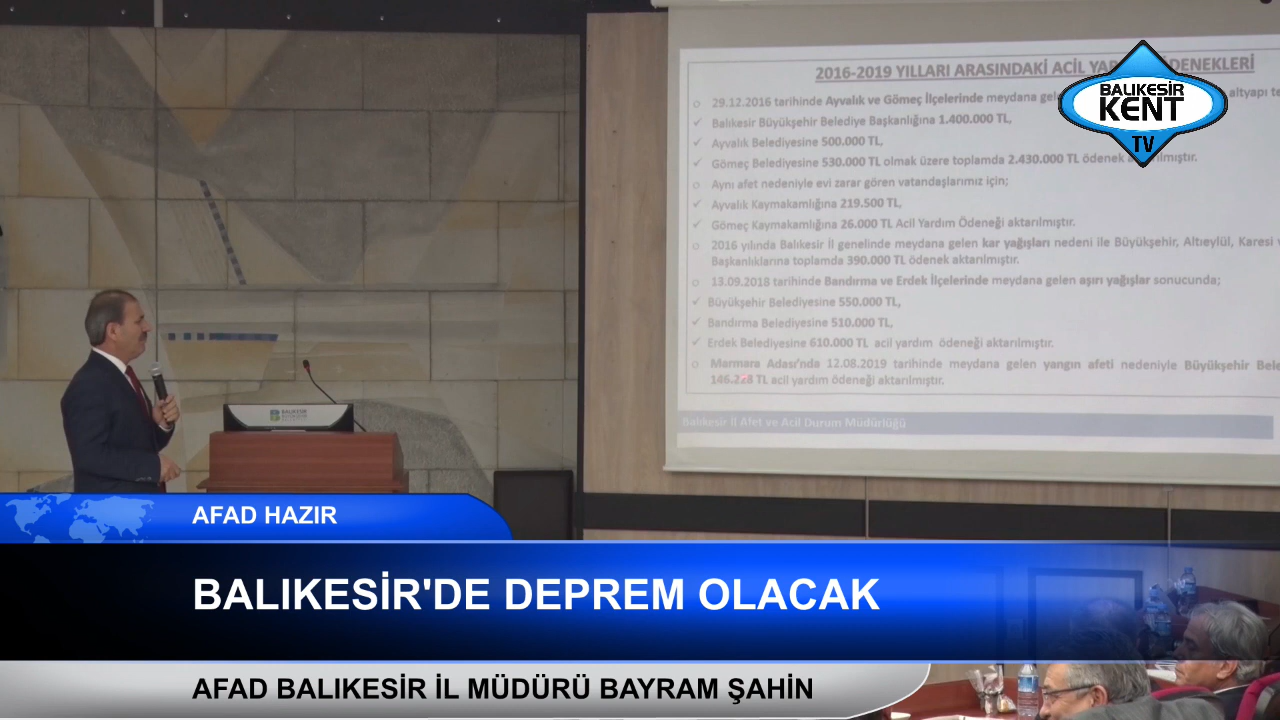 2016-2019 YILLARI ARASINDAKİ ACİL ÖDENEKLERİ
29.12.2016 tarihinde Ayvalık ve Gömeç İlçelerinde meydana altyapı
BALIKESİR
KENT
TV
Balıkesir Büyükşehir Belediye Başkanlığına 1.400.000 TL,
Ayvalık Belediyesine 500.000 TL,
Gömeç Belediyesine 530.000 TL olmak üzere toplamda 2.430.000 TL ödenek
Aynı afet nedeniyle evi zarar gören vatandaşlarımız için;
Ayvalık Kaymakamlığına 219.500 TL,
Gömeç Kaymakamlığına 26.000 TL Acil Yardım Ödeneği aktarılmıştır.
2016 yılında Balıkesir İl genelinde meydana gelen kar yağışları nedeni ile Büyükşehir, Altıeylül, Karesi
Başkanlıklarına toplamda 390.000 TL ödenek aktarılmıştır.
13.09.2018 tarihinde Bandırma ve Erdek İlçelerinde meydana gelen aşırı yağışlar sonucunda;
Büyükşehir Belediyesine 550.000 TL,
Bandırma Belediyesine 510.000 TL,
Erdek Belediyesine 610.000 TL acil yardım ödeneği aktarılmıştır.
Marmara Adası'nda 12.08.2019 tarihinde meydana gelen yangın afeti nedeniyle Büyükşehir
TL acil yardım ödeneği aktarılmıştır.
Balıkesir İl Afet ve Acil Durum Müdürlüğü
BALIKESİR
AFAD HAZIR
BALIKESİR'DE DEPREM OLACAK
AFAD BALIKESİR İL MÜDÜRÜ BAYRAM ŞAHİN